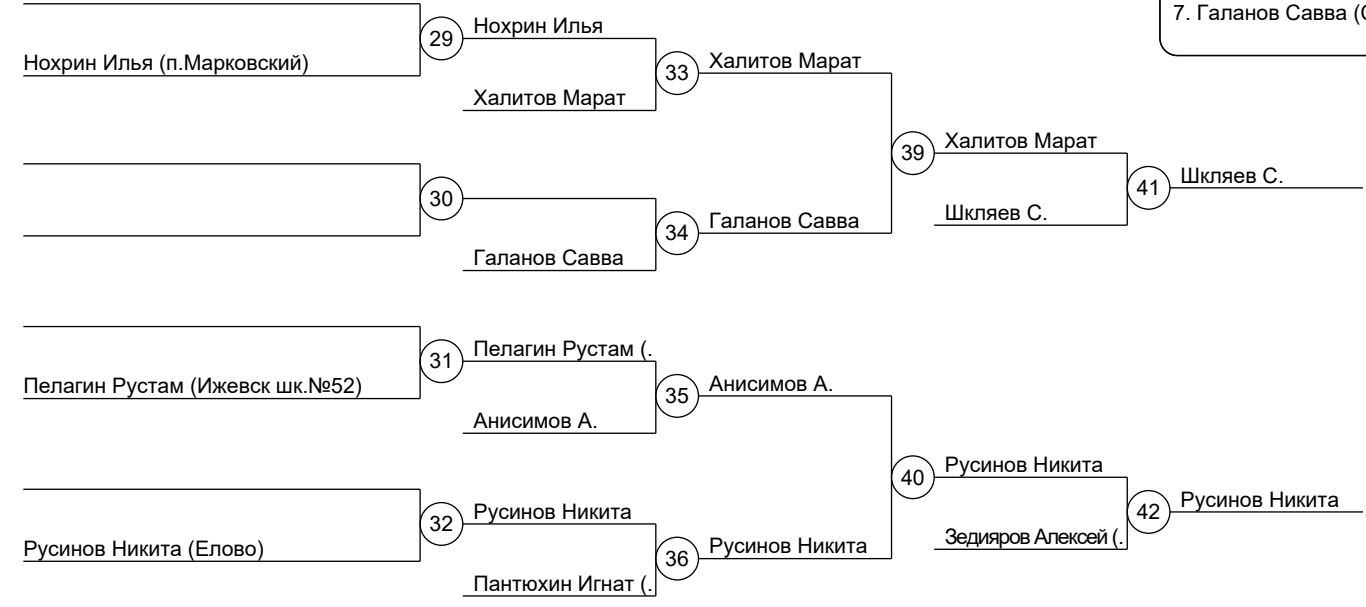 7. Галанов Савва (
29
Нохрин Илья
Нохрин Илья (п.Марковский)
33
Халитов Марат
Халитов Марат
39
Халитов Марат
30
41
Шкляев С.
Шкляев С.
34
Галанов Савва
Галанов Савва
31
Пелагин Рустам (.
Пелагин Рустам (Ижевск шк.№52)
35
Анисимов А.
Анисимов А.
40
Русинов Никита
32
Русинов Никита
42
Русинов Никита
Зедияров Алексей (.
Русинов Никита (Елово)
36
Русинов Никита
Пантюхин Игнат (.